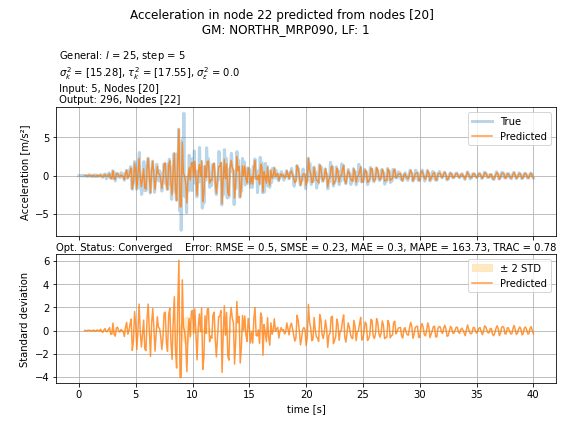 Acceleration in node 22 predicted from nodes [20]
GM: NORTHR_MRP090, LF: 1
General: l = 25, step = 5
σ²ₖ = [15.28], τ²ₖ = [17.55], σ²ε = 0.0
Input: 5, Nodes [20]
Output: 296, Nodes [22]
True
Predicted
5
0
−5
Acceleration [m/s²]
Opt. Status: Converged Error: RMSE = 0.5, SMSE = 0.23, MAE = 0.3, MAPE = 163.73, TRAC = 0.78
± 2 STD
Predicted
6
4
2
0
−2
−4
Standard deviation
0 5 10 15 20 25 30 35 40
time [s]